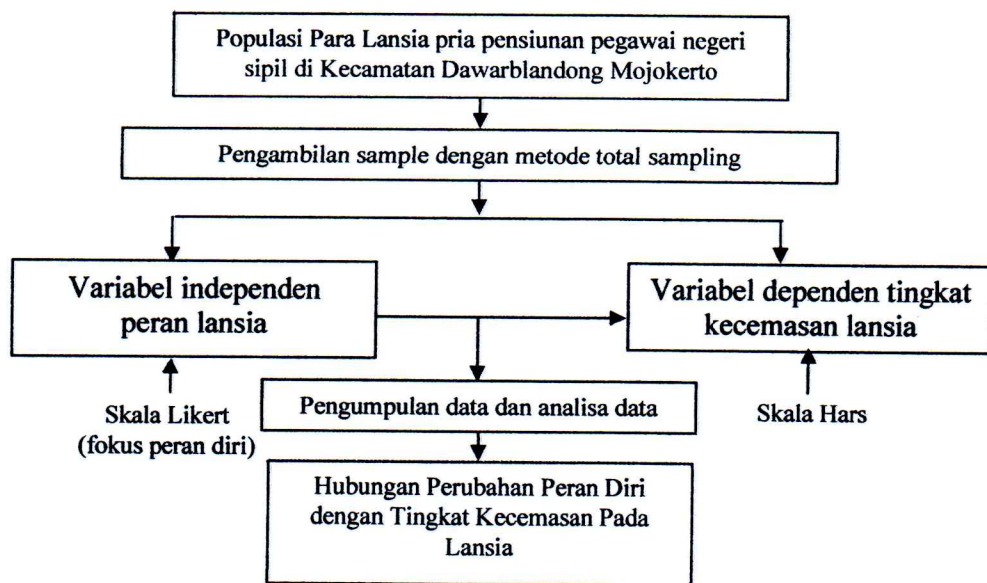 Populasi Para Lansia pria pensiunan pegawai negeri
sipil di Kecamatan Dawarblandong Mojokerto
Pengambilan sample dengan metode total sampling
Variabel independen
peran lansia
Variabel dependen tingkat
kecemasan lansia
Skala Likert
(fokus peran diri)
Pengumpulan data dan analisa data
Skala Hars
Hubungan Perubahan Peran Diri
dengan Tingkat Kecemasan Pada
Lansia